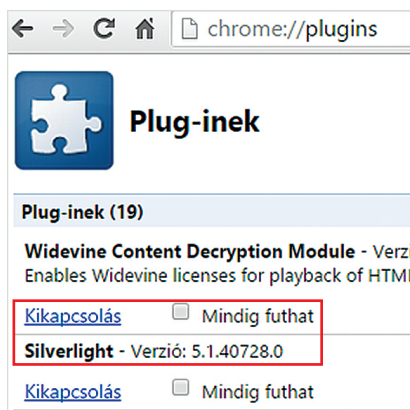 chrome://plugins
Plug-inek
Plug-inek (19)
Widevine Content Decryption Module - Verz
Enables Widevine licenses for playback of HTM
Kikapcsolás Mindig futhat
Silverlight - Verzió: 5.1.40728.0
Kikapcsolás Mindig futhat